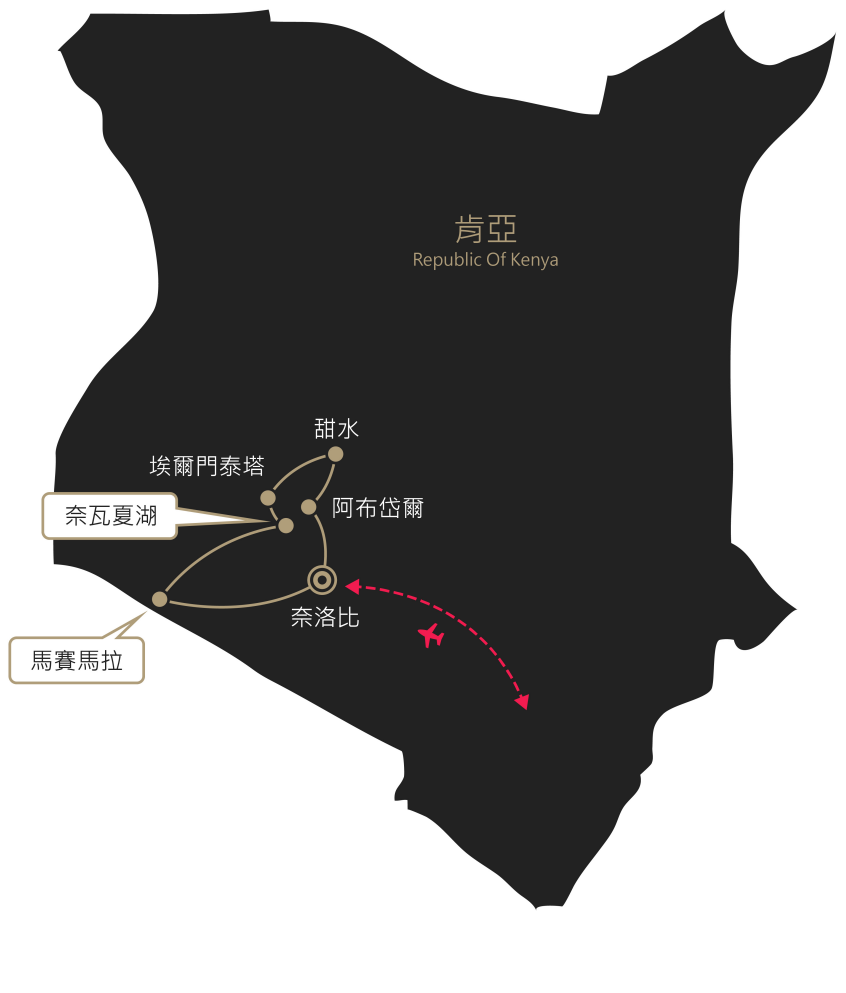 肯亞
Republic Of Kenya
甜水
埃爾門泰塔
奈瓦夏湖
阿布岱爾
奈洛比
馬賽馬拉